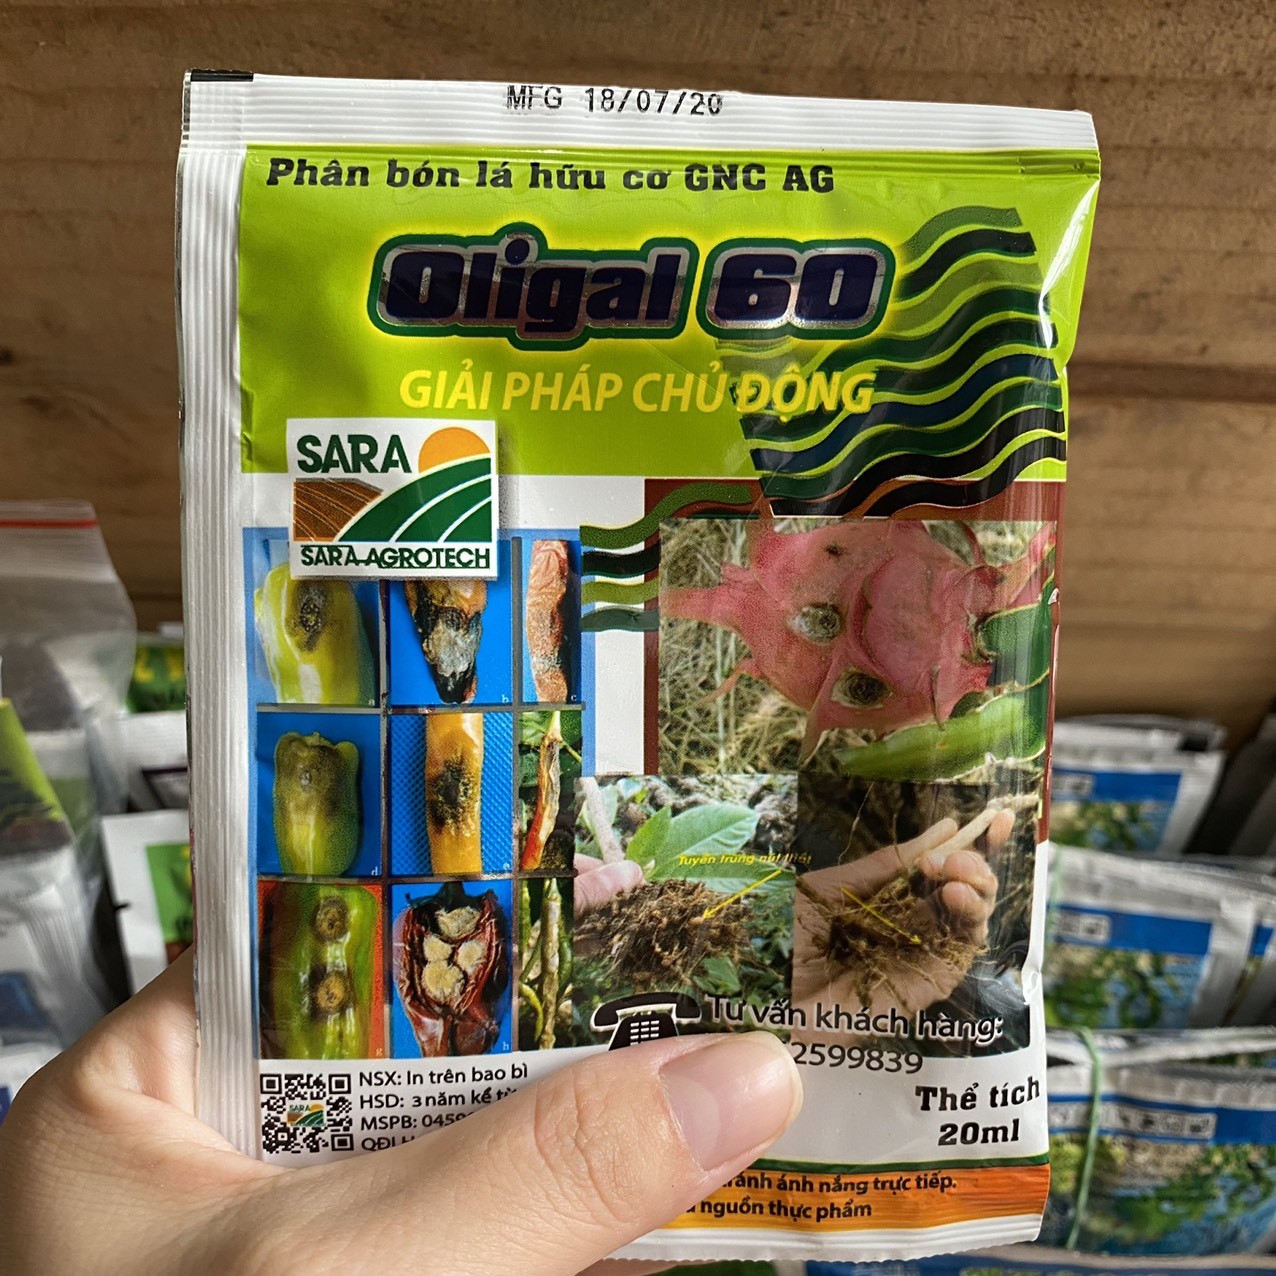 MFG 18/07/20
Phân bón lá hữu cơ GNC AG
Oligal 60
GIẢI PHÁP CHỦ ĐỘNG
SARA
SARA AGROTECH
b
c
d
e
g
h
Tuyến trùng nút thắt
Tư vấn khách hàng:
2599839
NSX: In trên bao bì
HSD: 3 năm kể từ
MSPB:
SARA
Thể tích
20ml
ánh nắng trực tiếp.
nguồn thực phẩm